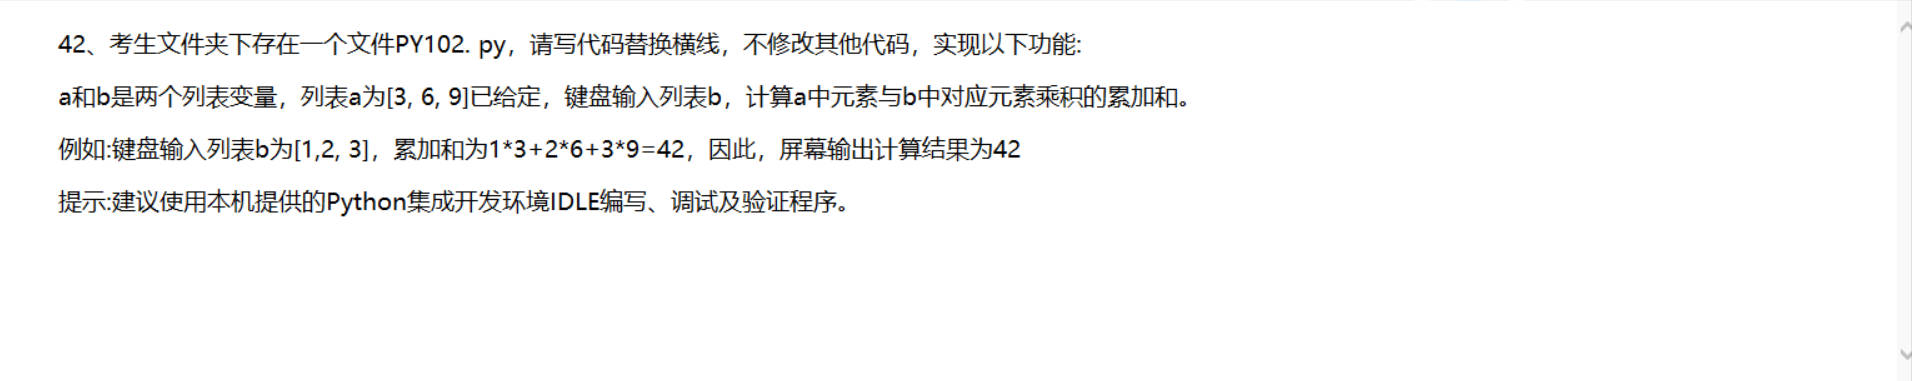 42、考生文件夹下存在一个文件PY102. py，请写代码替换横线，不修改其他代码，实现以下功能:
a和b是两个列表变量，列表a为[3, 6, 9]已给定，键盘输入列表b，计算a中元素与b中对应元素乘积的累加和。
例如:键盘输入列表b为[1,2, 3]，累加和为1*3+2*6+3*9=42，因此，屏幕输出计算结果为42
提示:建议使用本机提供的Python集成开发环境IDLE编写、调试及验证程序。